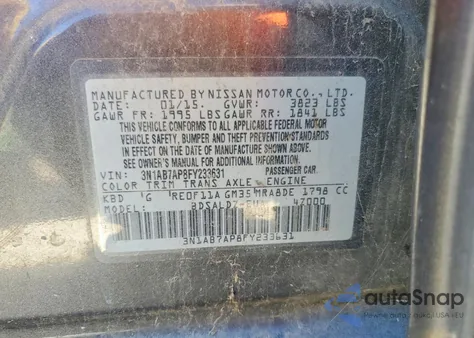 MANUFACTURED BY NISSAN MOTOR CO., LTD.
DATE: 01/15. GVWR: 3823 LBS
GAWR FR: 1995 LBS GAWR RR: 1841 LBS
THIS VEHICLE CONFORMS TO ALL APPLICABLE FEDERAL MOTOR
VEHICLE SAFETY, BUMPER AND THEFT PREVENTION STANDARDS
IN EFFECT ON THE DATE OF MANUFACTURE SHOWN ABOVE.
SEE OWNER'S MANUAL FOR ADDITIONAL INFORMATION.
VIN: 3N1AB7AP8FY233631 PASSENGER CAR
COLOR TRIM TRANS AXLE ENGINE
KBD G RE0F11A GM35 MRA8DE 1798 CC
47000
3N1AB7AP8FY233631
autoSnap